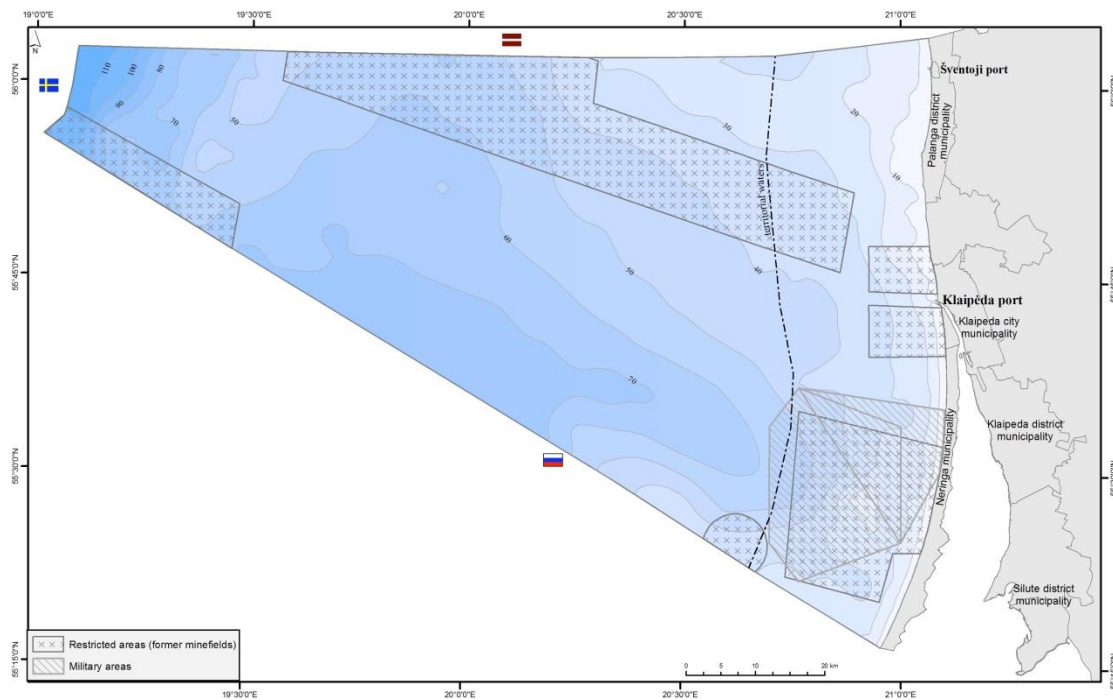 19°0'0"E
19°30'0"E
20°0'0"E
20°30'0"E
21°0'0"E
N
56°0'0"N
110
100
80
90
70
50
30
20
10
Šventoji port
Palanga district
municipality
territorial waters
60
50
40
55°45'0"N
Klaipėda port
Klaipeda city
municipality
70
Klaipeda district
municipality
Neringa municipality
55°30'0"N
Silute district
municipality
Restricted areas (former minefields)
Military areas
0 5 10 20 km
55°15'0"N
19°30'0"E
20°0'0"E
20°30'0"E
21°0'0"E